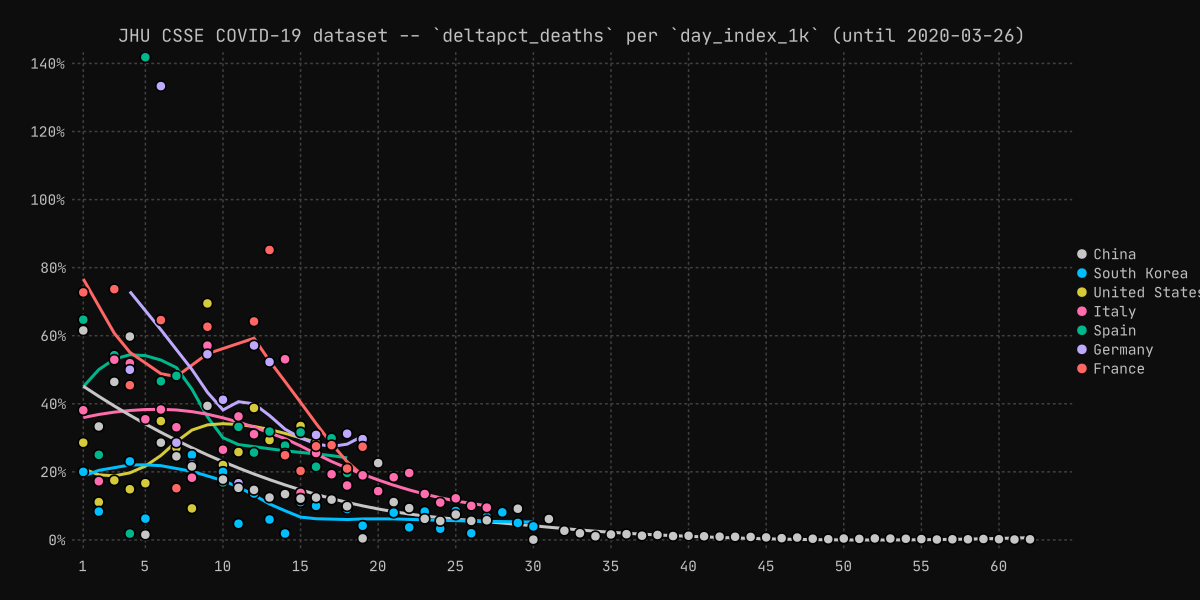 JHU CSSE COVID-19 dataset -- `deltapct_deaths` per `day_index_1k` (until 2020-03-26)
140%
120%
100%
80%
60%
40%
20%
0%
1 5 10 15 20 25 30 35 40 45 50 55 60
China
South Korea
United States
Italy
Spain
Germany
France